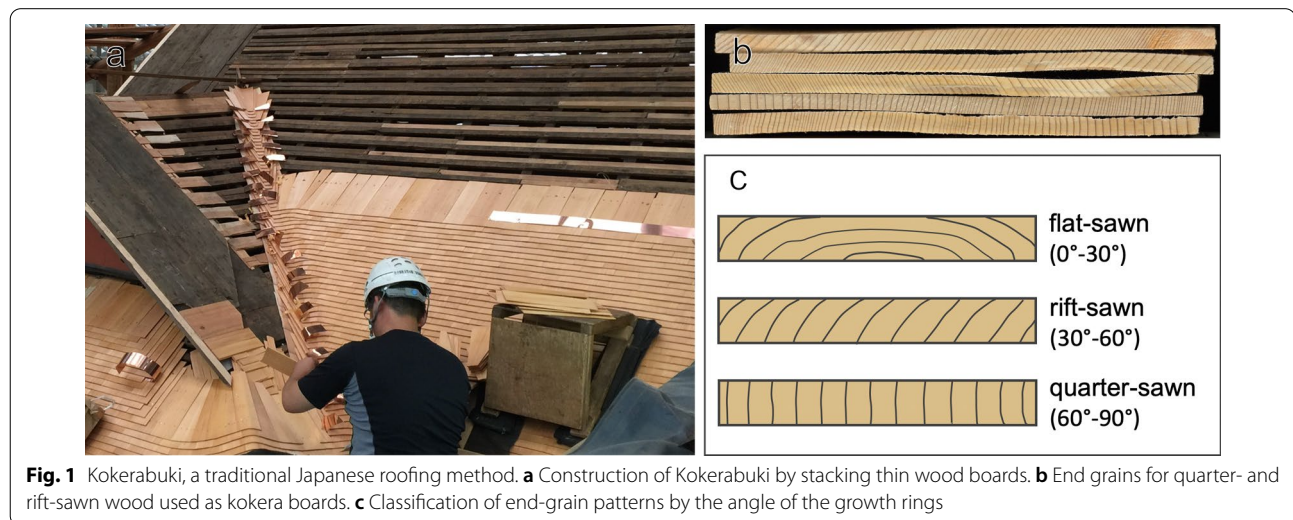 a
b
C
flat-sawn
(0°-30°)
rift-sawn
(30°-60°)
quarter-sawn
(60°-90°)
Fig. 1 Kokerabuki, a traditional Japanese roofing method. a Construction of Kokerabuki by stacking thin wood boards. b End grains for quarter- and
rift-sawn wood used as kokera boards. c Classification of end-grain patterns by the angle of the growth rings